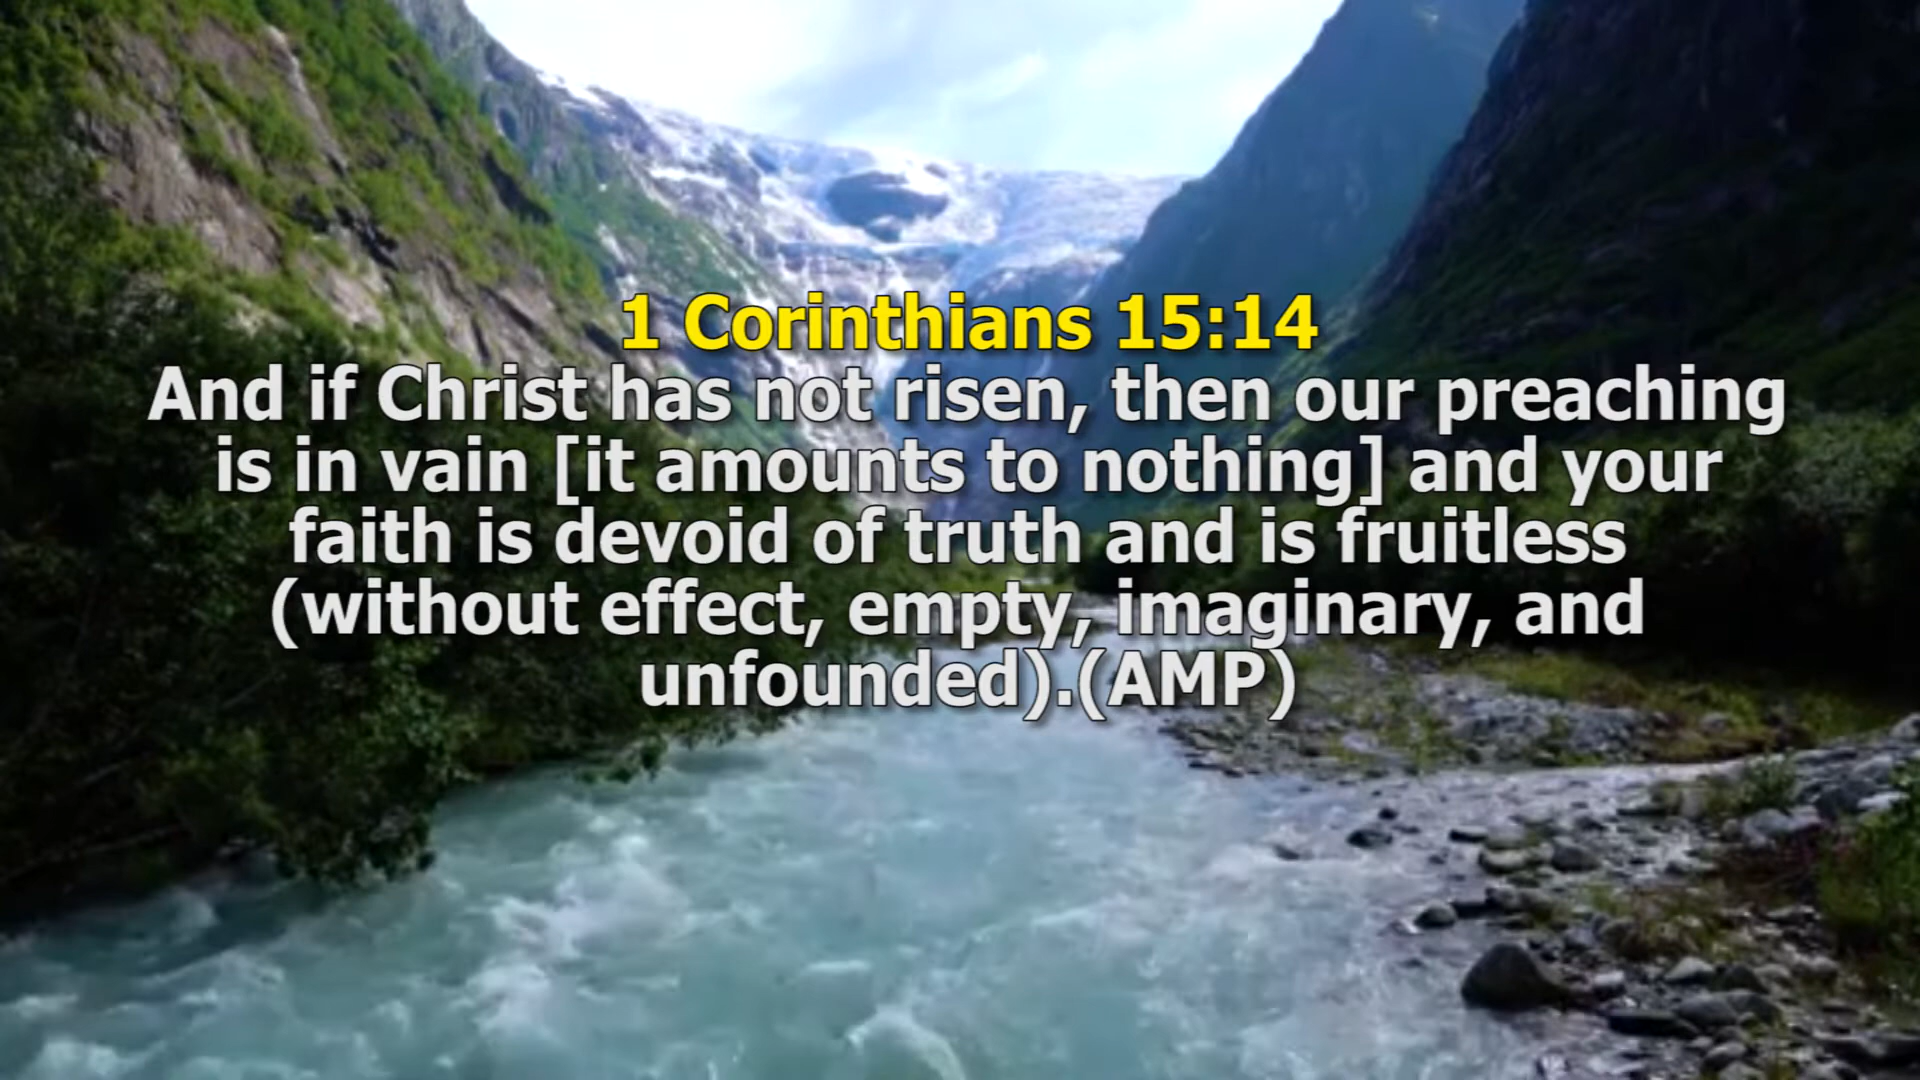 1 Corinthians 15:14
And if Christ has not risen, then our preaching
is in vain [it amounts to nothing] and your
faith is devoid of truth and is fruitless
(without effect, empty, imaginary, and
unfounded).(AMP)